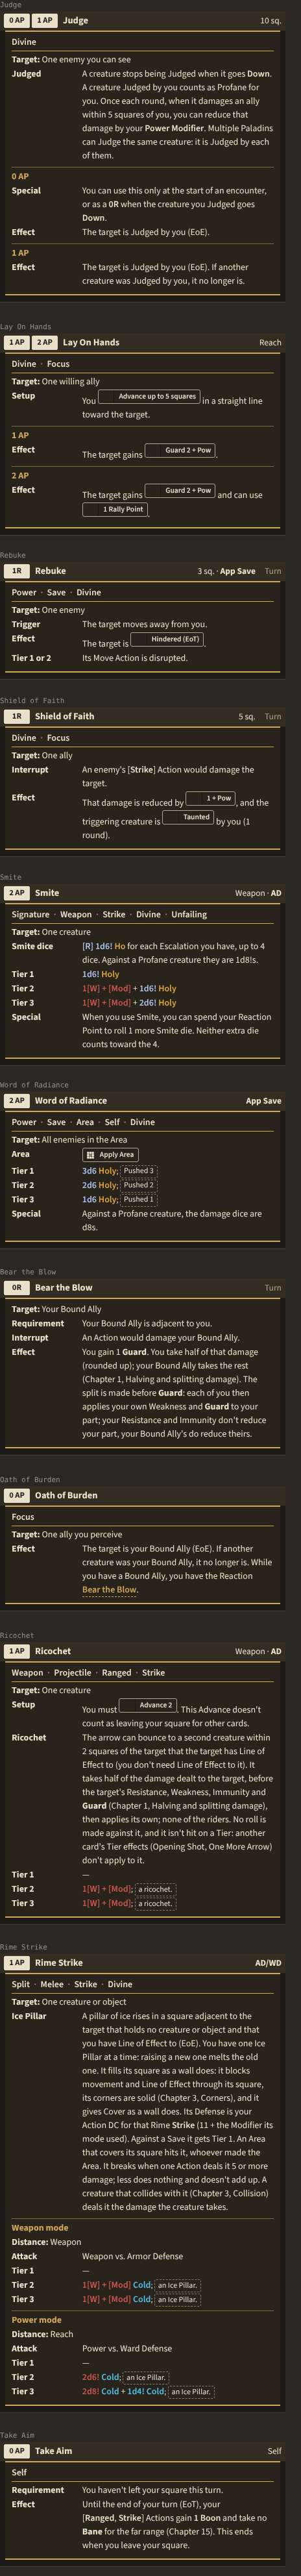 Judge
0 AP 1 AP Judge 10 sq.
Divine
Target: One enemy you can see
Judged A creature stops being Judged when it goes Down.
A creature Judged by you counts as Profane for
you. Once each round, when it damages an ally
within 5 squares of you, you can reduce that
damage by your Power Modifier. Multiple Paladins
can Judge the same creature: it is Judged by each
of them.
0 AP
Special You can use this only at the start of an encounter,
or as a 0R when the creature you Judged goes
Down.
Effect The target is Judged by you (EoE).
1 AP
Effect The target is Judged by you (EoE). If another
creature was Judged by you, it no longer is.
Lay On Hands
1 AP 2 AP Lay On Hands Reach
Divine · Focus
Target: One willing ally
Setup You Advance up to 5 squares in a straight line
toward the target.
1 AP
Effect The target gains Guard 2 + Pow.
2 AP
Effect The target gains Guard 2 + Pow and can use
1 Rally Point.
Rebuke
1R Rebuke 3 sq. · App Save Turn
Power · Save · Divine
Target: One enemy
Trigger The target moves away from you.
Effect The target is Hindered (EoT).
Tier 1 or 2 Its Move Action is disrupted.
Shield of Faith
1R Shield of Faith 5 sq. Turn
Divine · Focus
Target: One ally
Interrupt An enemy's [Strike] Action would damage the
target.
Effect That damage is reduced by 1 + Pow, and the
triggering creature is Taunted by you (1
round).
Smite
2 AP Smite Weapon · AD
Signature · Weapon · Strike · Divine · Unfailing
Target: One creature
Smite dice [R] 1d6! Ho for each Escalation you have, up to 4
dice. Against a Profane creature they are 1d8!s.
Tier 1 1d6! Holy
Tier 2 1[W] + [Mod] + 1d6! Holy
Tier 3 1[W] + [Mod] + 2d6! Holy
Special When you use Smite, you can spend your Reaction
Point to roll 1 more Smite die. Neither extra die
counts toward the 4.
Word of Radiance
2 AP Word of Radiance App Save
Power · Save · Area · Self · Divine
Target: All enemies in the Area
Area Apply Area
Tier 1 3d6 Holy; Pushed 3
Tier 2 2d6 Holy; Pushed 2
Tier 3 1d6 Holy; Pushed 1
Special Against a Profane creature, the damage dice are
d8s.
Bear the Blow
0R Bear the Blow Turn
Target: Your Bound Ally
Requirement Your Bound Ally is adjacent to you.
Interrupt An Action would damage your Bound Ally.
Effect You gain 1 Guard. You take half of that damage
(rounded up); your Bound Ally takes the rest
(Chapter 1, Halving and splitting damage). The
split is made before Guard: each of you then
applies your own Weakness and Guard to your
part; your Resistance and Immunity don't reduce
your part, your Bound Ally's do reduce theirs.
Oath of Burden
0 AP Oath of Burden
Focus
Target: One ally you perceive
Effect The target is your Bound Ally (EoE). If another
creature was your Bound Ally, it no longer is. While
you have a Bound Ally, you have the Reaction
Bear the Blow.
Ricochet
1 AP Ricochet Weapon · AD
Weapon · Projectile · Ranged · Strike
Target: One creature
Setup You must Advance 2. This Advance doesn't
count as leaving your square for other cards.
Ricochet The arrow can bounce to a second creature within
2 squares of the target that the target has Line of
Effect to (you don't need Line of Effect to it). It
takes half of the damage dealt to the target, before
the target's Resistance, Weakness, Immunity and
Guard (Chapter 1, Halving and splitting damage),
then applies its own; none of the riders. No roll is
made against it, and it isn't hit on a Tier: another
card's Tier effects (Opening Shot, One More Arrow)
don't apply to it.
Tier 1 —
Tier 2 1[W] + [Mod]; a ricochet.
Tier 3 1[W] + [Mod]; a ricochet.
Rime Strike
1 AP Rime Strike AD/WD
Split · Melee · Strike · Divine
Target: One creature or object
Ice Pillar A pillar of ice rises in a square adjacent to the
target that holds no creature or object and that
you have Line of Effect to (EoE). You have one Ice
Pillar at a time: raising a new one melts the old
one. It fills its square as a wall does: it blocks
movement and Line of Effect through its square,
its corners are solid (Chapter 3, Corners), and it
gives Cover as a wall does. Its Defense is your
Action DC for that Rime Strike (11 + the Modifier its
mode used). Against a Save it gets Tier 1. An Area
that covers its square hits it, whoever made the
Area. It breaks when one Action deals it 5 or more
damage; less does nothing and doesn't add up. A
creature that collides with it (Chapter 3, Collision)
deals it the damage the creature takes.
Weapon mode
Distance: Weapon
Attack Weapon vs. Armor Defense
Tier 1 —
Tier 2 1[W] + [Mod] Cold; an Ice Pillar.
Tier 3 1[W] + [Mod] Cold; an Ice Pillar.
Power mode
Distance: Reach
Attack Power vs. Ward Defense
Tier 1 —
Tier 2 2d6! Cold; an Ice Pillar.
Tier 3 2d8! Cold + 1d4! Cold; an Ice Pillar.
Take Aim
0 AP Take Aim Self
Self
Requirement You haven't left your square this turn.
Effect Until the end of your turn (EoT), your
[Ranged, Strike] Actions gain 1 Boon and take no
Bane for the far range (Chapter 15). This ends
when you leave your square.